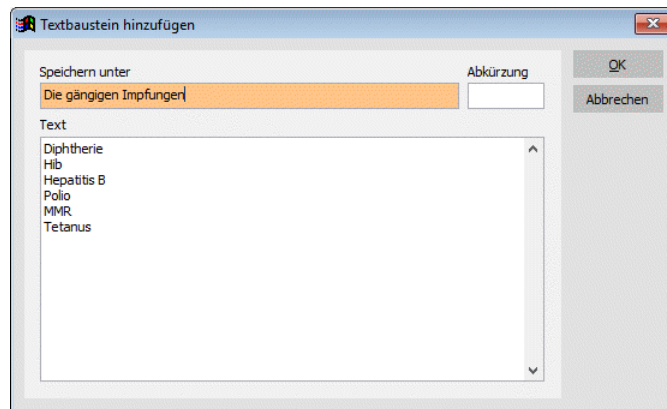 Textbaustein hinzufügen
Speichern unter
Abkürzung
OK
Die gängigen Impfungen
Abbrechen
Text
Diphtherie
Hib
Hepatitis B
Polio
MMR
Tetanus